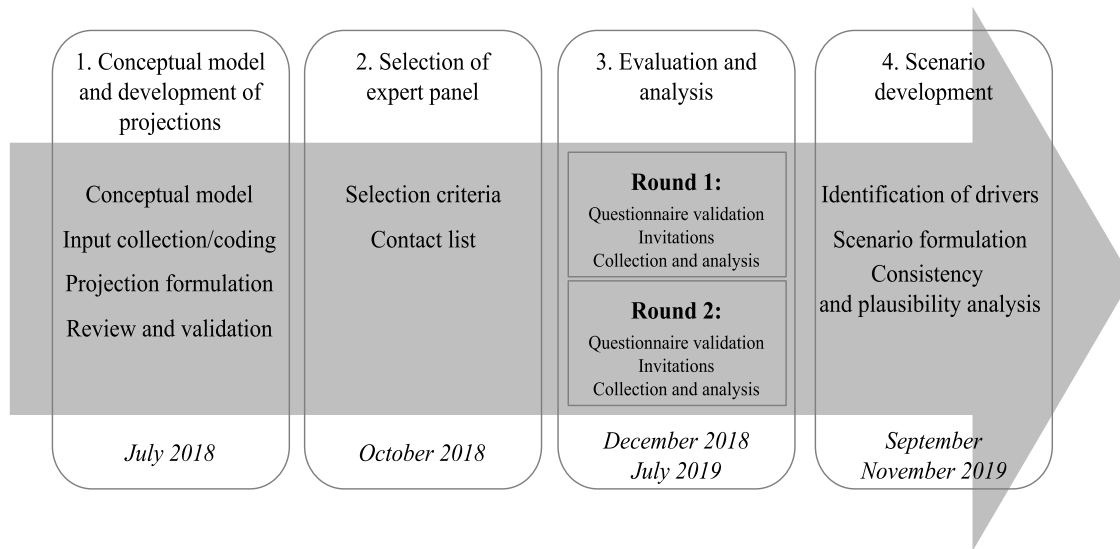 1. Conceptual model
and development of
projections
Conceptual model
Input collection/coding
Projection formulation
Review and validation
July 2018
2. Selection of
expert panel
Selection criteria
Contact list
October 2018
3. Evaluation and
analysis
Round 1:
Questionnaire validation
Invitations
Collection and analysis
Round 2:
Questionnaire validation
Invitations
Collection and analysis
December 2018
July 2019
4. Scenario
development
Identification of drivers
Scenario formulation
Consistency
and plausibility analysis
September
November 2019